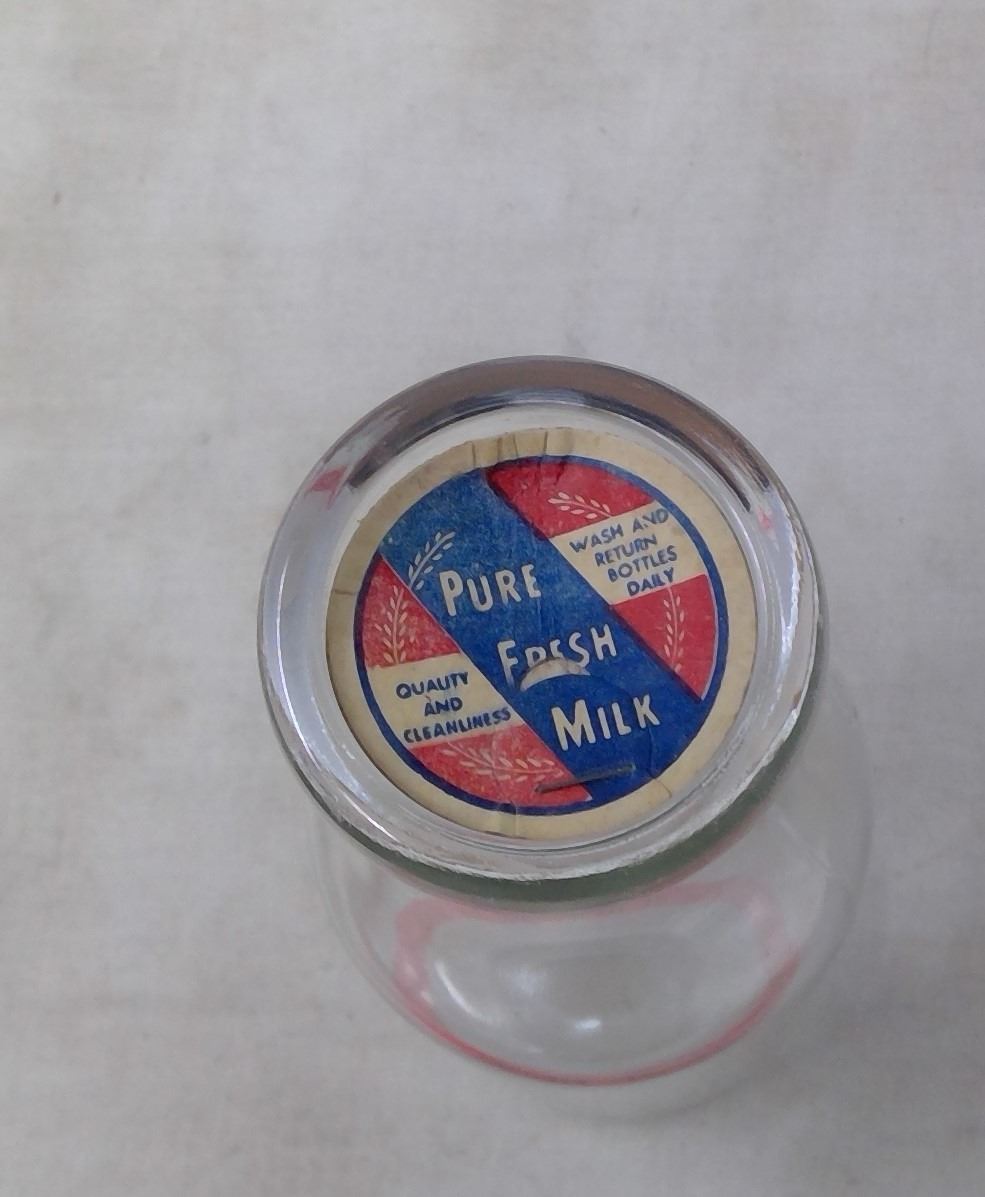 PURE
FRESH
MILK
WASH AND
RETURN
BOTTLES
DAILY
QUALITY
AND
CLEANLINESS